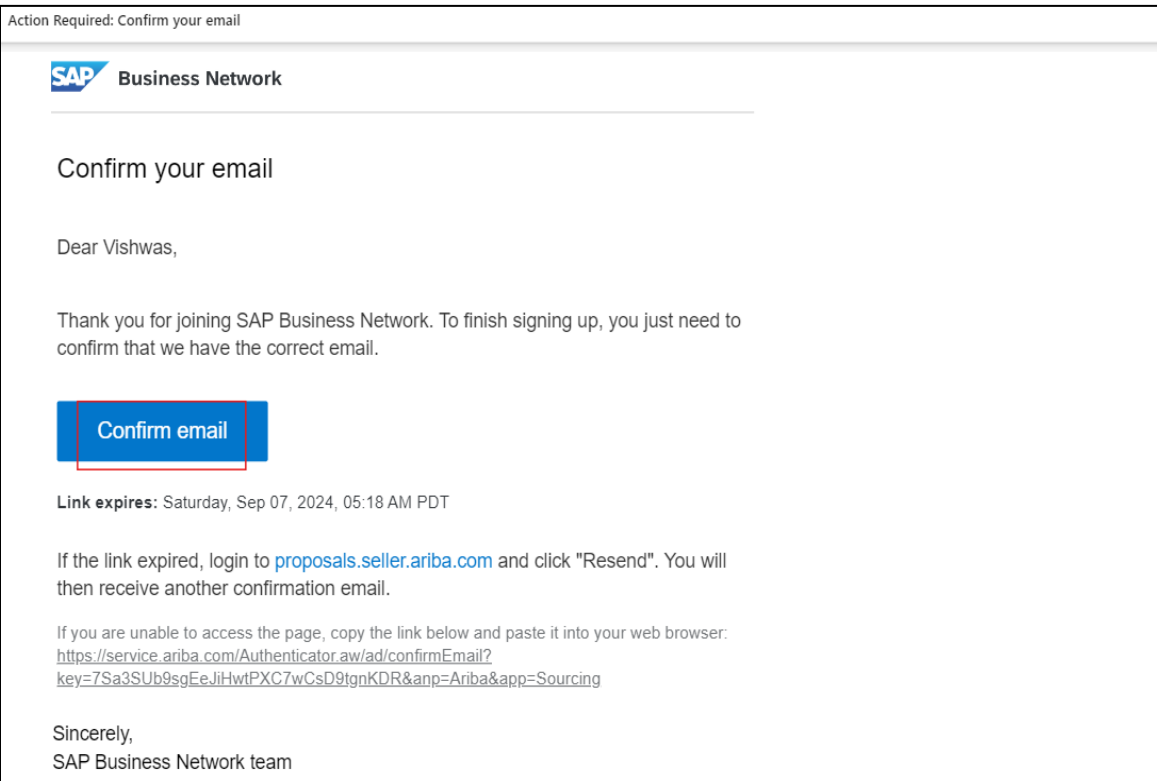 Action Required: Confirm your email
SAP Business Network
Confirm your email
Dear Vishwas,
Thank you for joining SAP Business Network. To finish signing up, you just need to
confirm that we have the correct email.
Confirm email
Link expires: Saturday, Sep 07, 2024, 05:18 AM PDT
If the link expired, login to proposals.seller.ariba.com and click "Resend". You will
then receive another confirmation email.
If you are unable to access the page, copy the link below and paste it into your web browser:
https://service.ariba.com/Authenticator.aw/ad/confirmEmail?
key=7Sa3SUb9sgEeJiHwtPXC7wCsD9tgnKDR&anp=Ariba&app=Sourcing
Sincerely,
SAP Business Network team